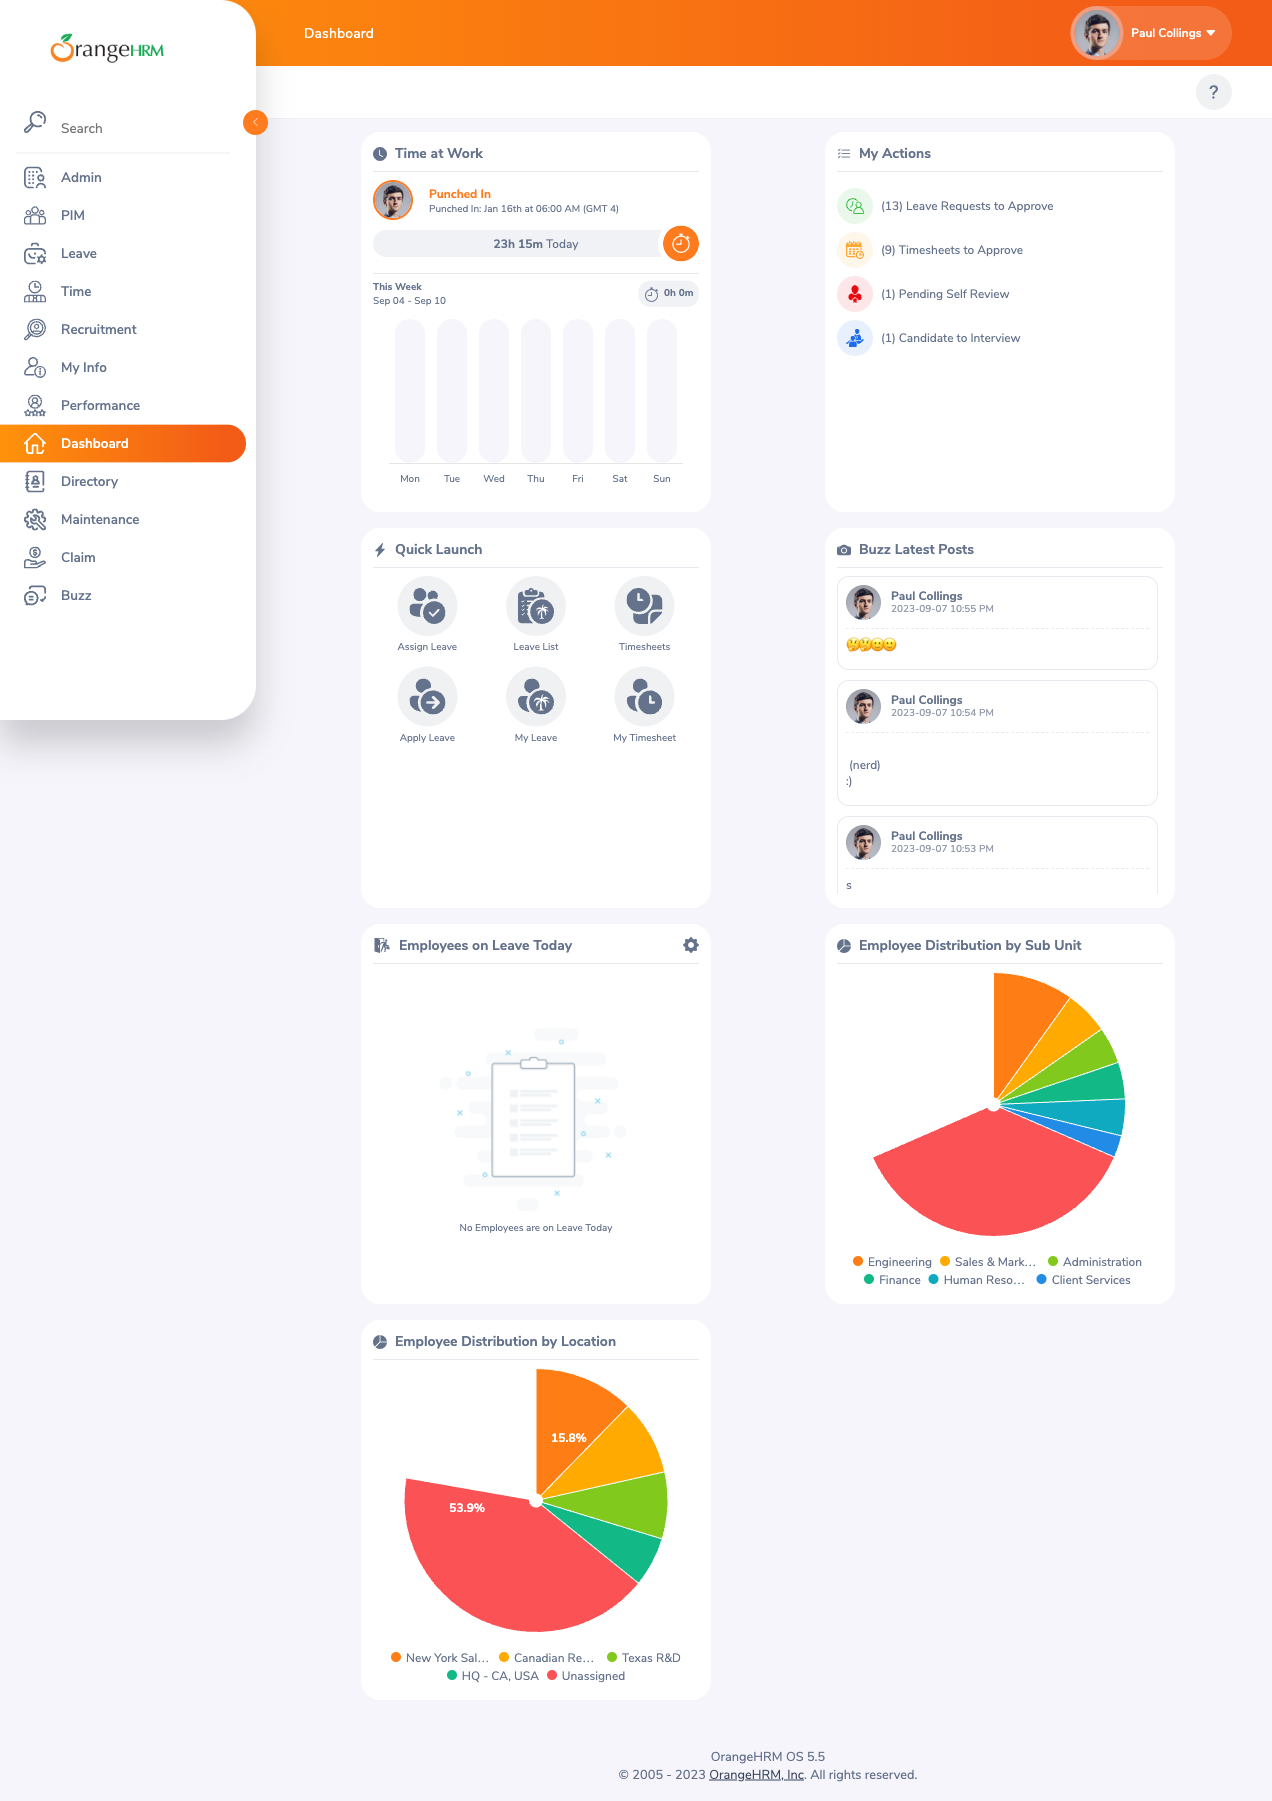 OrangeHRM
Search
Admin
PIM
Leave
Time
Recruitment
My Info
Performance
Dashboard
Directory
Maintenance
Claim
Buzz
Dashboard
Paul Collings
?
Time at Work
Punched In
Punched In: Jan 16th at 06:00 AM (GMT 4)
23h 15m Today
This Week
Sep 04 - Sep 10
0h 0m
Mon Tue Wed Thu Fri Sat Sun
My Actions
(13) Leave Requests to Approve
(9) Timesheets to Approve
(1) Pending Self Review
(1) Candidate to Interview
Quick Launch
Assign Leave Leave List Timesheets
Apply Leave My Leave My Timesheet
Buzz Latest Posts
Paul Collings
2023-09-07 10:55 PM
🤔🤔🙂🙂
Paul Collings
2023-09-07 10:54 PM
(nerd)
:)
Paul Collings
2023-09-07 10:53 PM
s
Employees on Leave Today
No Employees are on Leave Today
Employee Distribution by Sub Unit
Engineering Sales & Mark... Administration
Finance Human Reso... Client Services
Employee Distribution by Location
15.8%
53.9%
New York Sal... Canadian Re... Texas R&D
HQ - CA, USA Unassigned
OrangeHRM OS 5.5
© 2005 - 2023 OrangeHRM, Inc. All rights reserved.